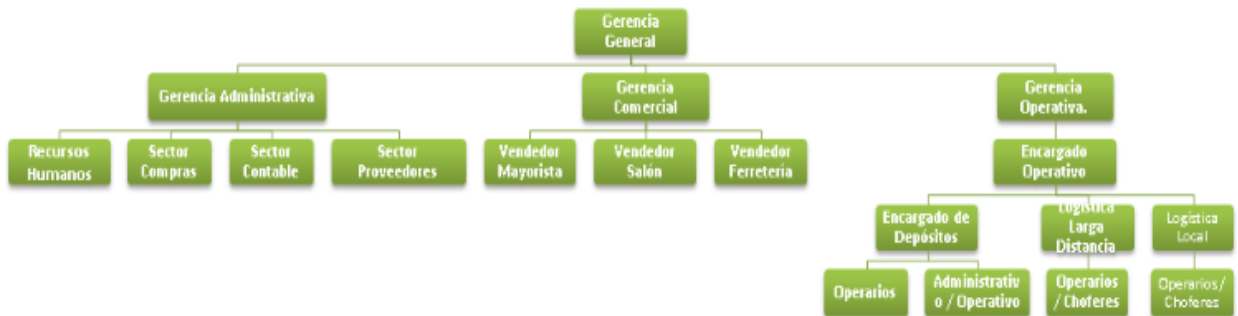 Gerencia
General
Gerencia Administrativa
Gerencia
Comercial
Gerencia
Operativa.
Recursos
Humanos
Sector
Compras
Sector
Contable
Sector
Proveedores
Vendedor
Mayorista
Vendedor
Salón
Vendedor
Ferretería
Encargado
Operativo
Encargado de
Depósitos
Logística
Larga
Distancia
Logística
Local
Operarios
Administrativ
o / Operativo
Operarios
/ Choferes
Operarios/
Choferes